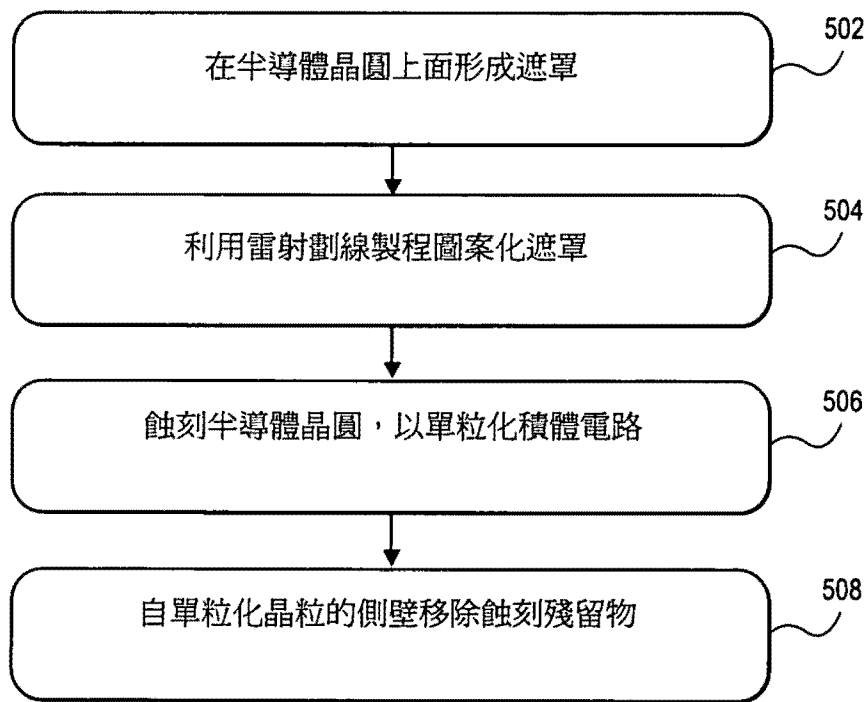 502
在半導體晶圓上面形成遮罩
504
利用雷射劃線製程圖案化遮罩
506
蝕刻半導體晶圓，以單粒化積體電路
508
自單粒化晶粒的側壁移除蝕刻殘留物